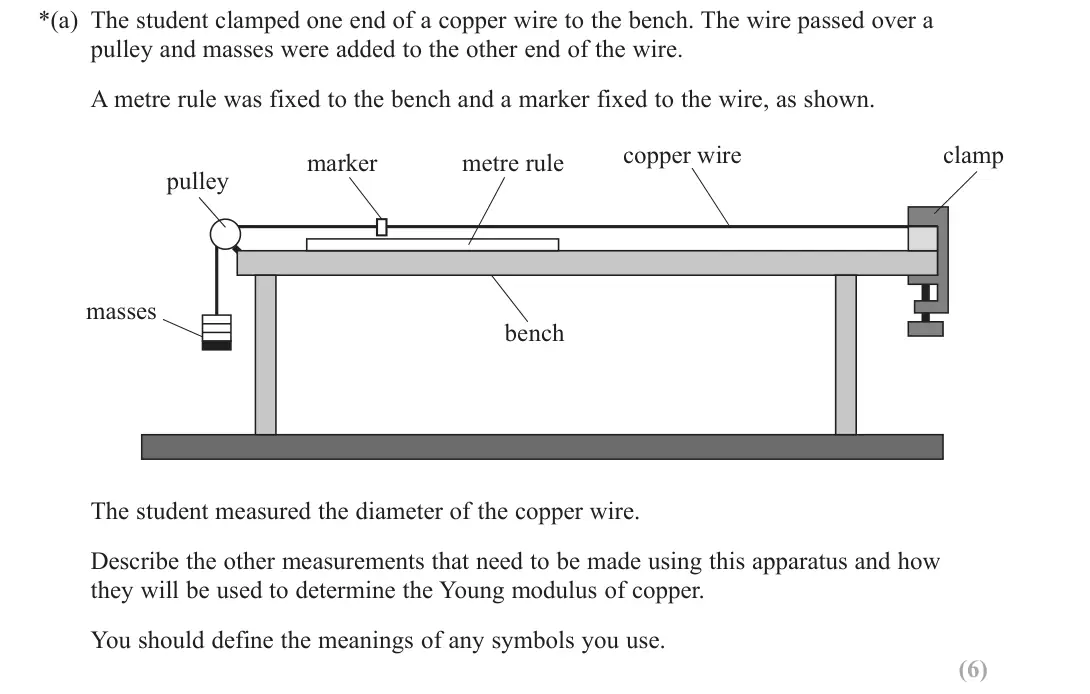 *(a) The student clamped one end of a copper wire to the bench. The wire passed over a
pulley and masses were added to the other end of the wire.
A metre rule was fixed to the bench and a marker fixed to the wire, as shown.
pulley
marker
metre rule
copper wire
clamp
masses
bench
The student measured the diameter of the copper wire.
Describe the other measurements that need to be made using this apparatus and how
they will be used to determine the Young modulus of copper.
You should define the meanings of any symbols you use.
(6)